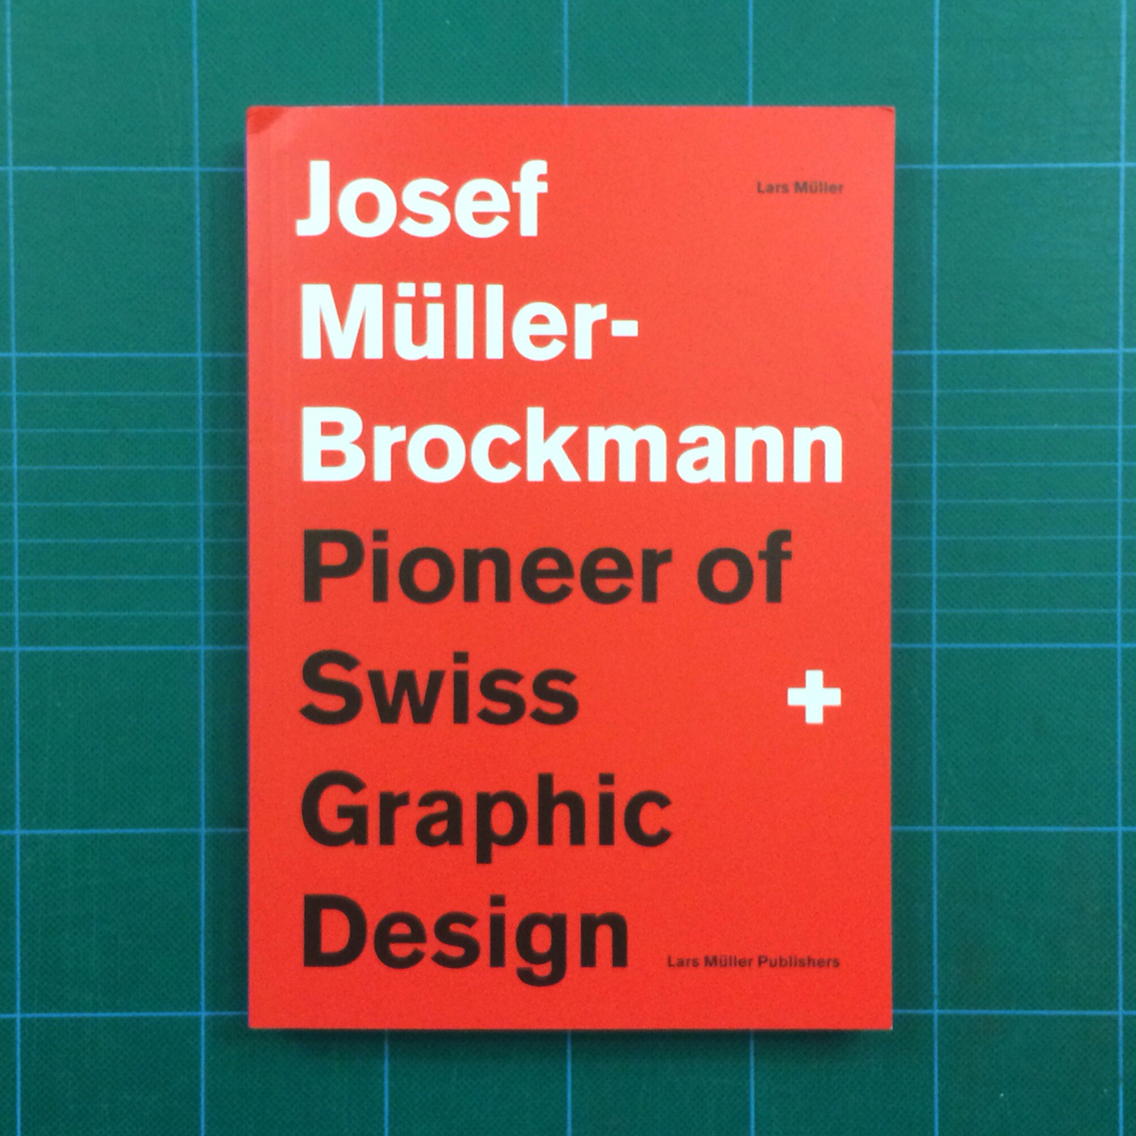 Josef
Lars Müller
Müller-
Brockmann
Pioneer of
Swiss +
Graphic
Design
Lars Müller Publishers